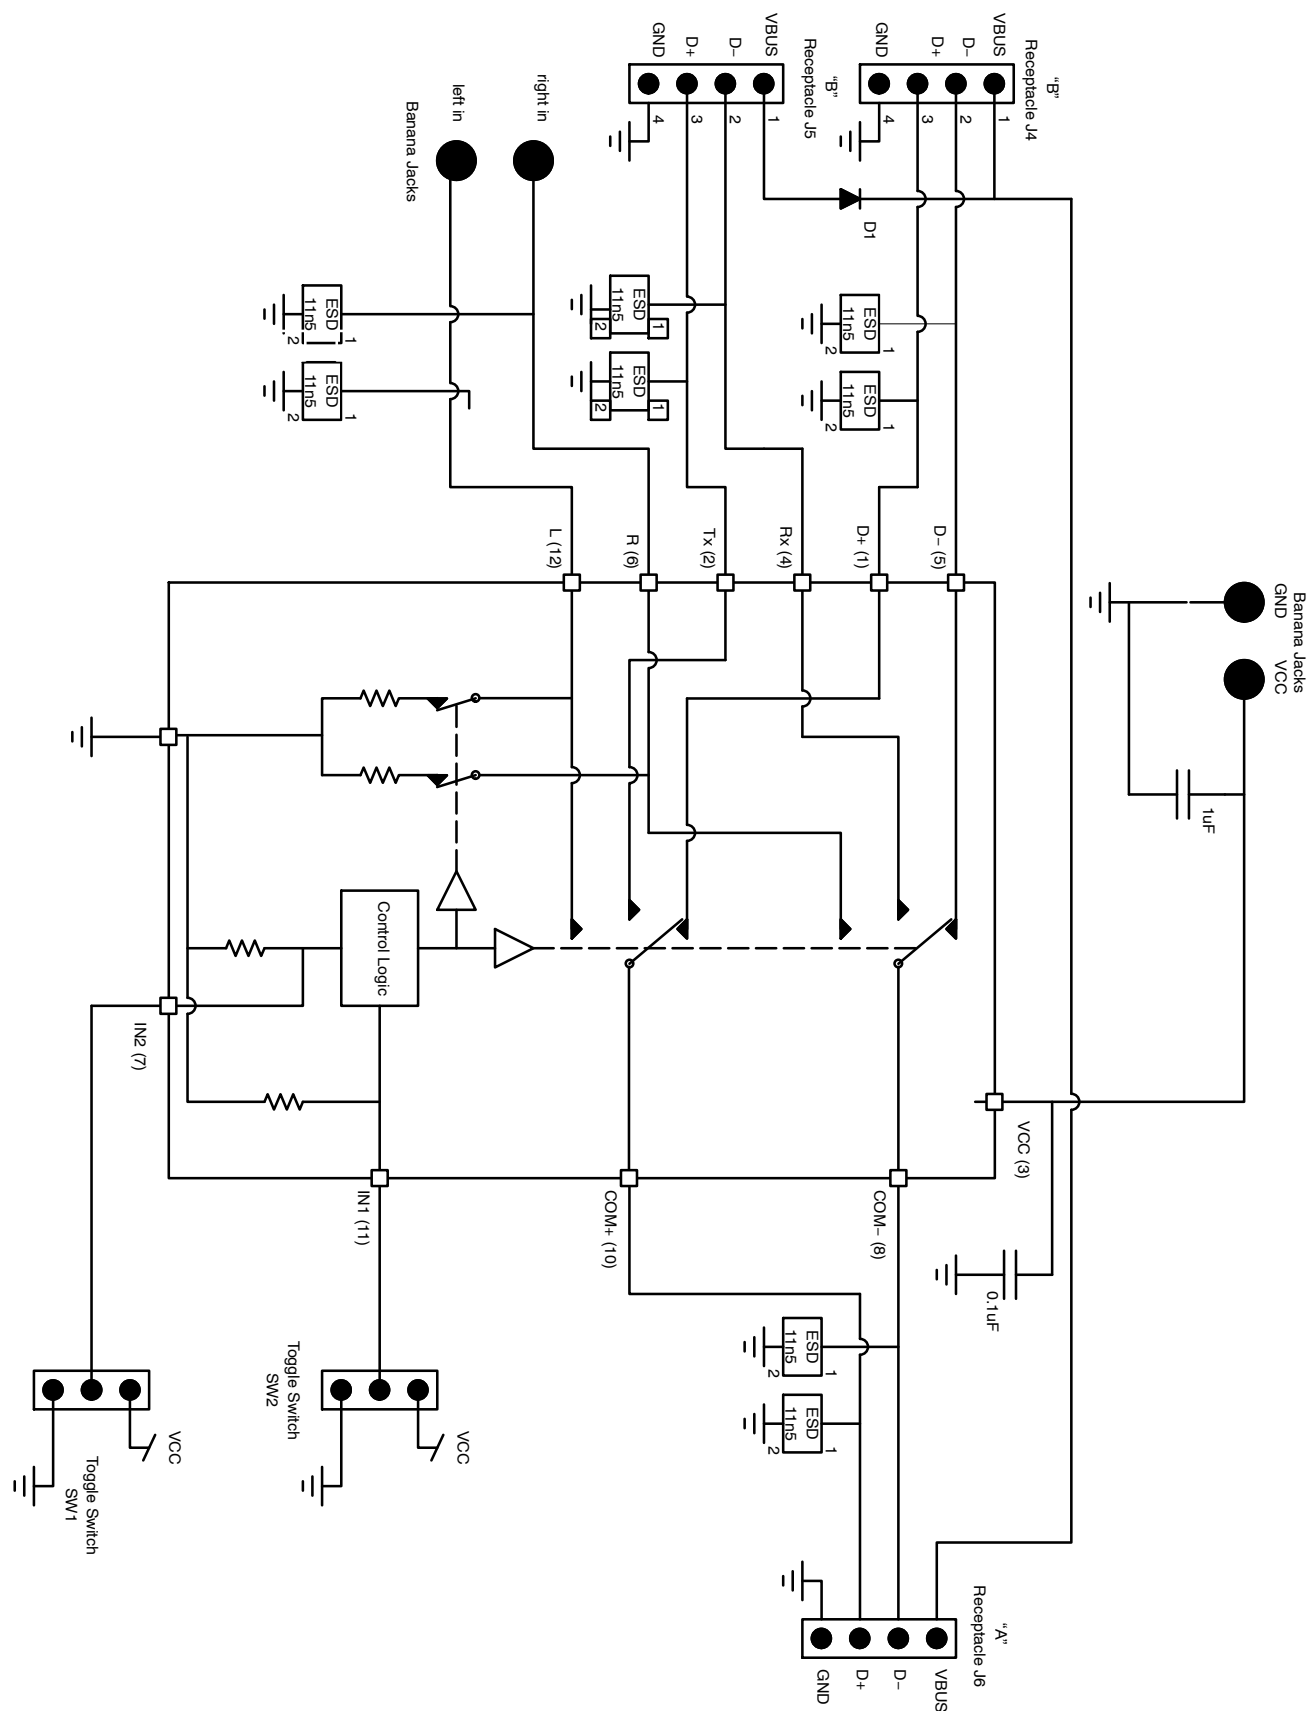 "B"
Receptacle J4
VBUS
D−
D+
GND
1
2
3
4
"B"
Receptacle J5
VBUS
D−
D+
GND
1
2
3
4
right in
left in
Banana Jacks
D1
ESD
11n5
1
2
ESD
11n5
1
2
ESD
11n5
1
2
ESD
11n5
1
2
ESD
11n5
1
2
ESD
11n5
1
2
Banana Jacks
GND
VCC
1uF
D− (5)
D+ (1)
Rx (4)
Tx (2)
R (6)
L (12)
Control Logic
IN2 (7)
VCC (3)
COM− (8)
COM+ (10)
IN1 (11)
0.1uF
ESD
11n5
1
2
ESD
11n5
1
2
Toggle Switch
SW2
VCC
VCC
Toggle Switch
SW1
"A"
Receptacle J6
VBUS
D−
D+
GND